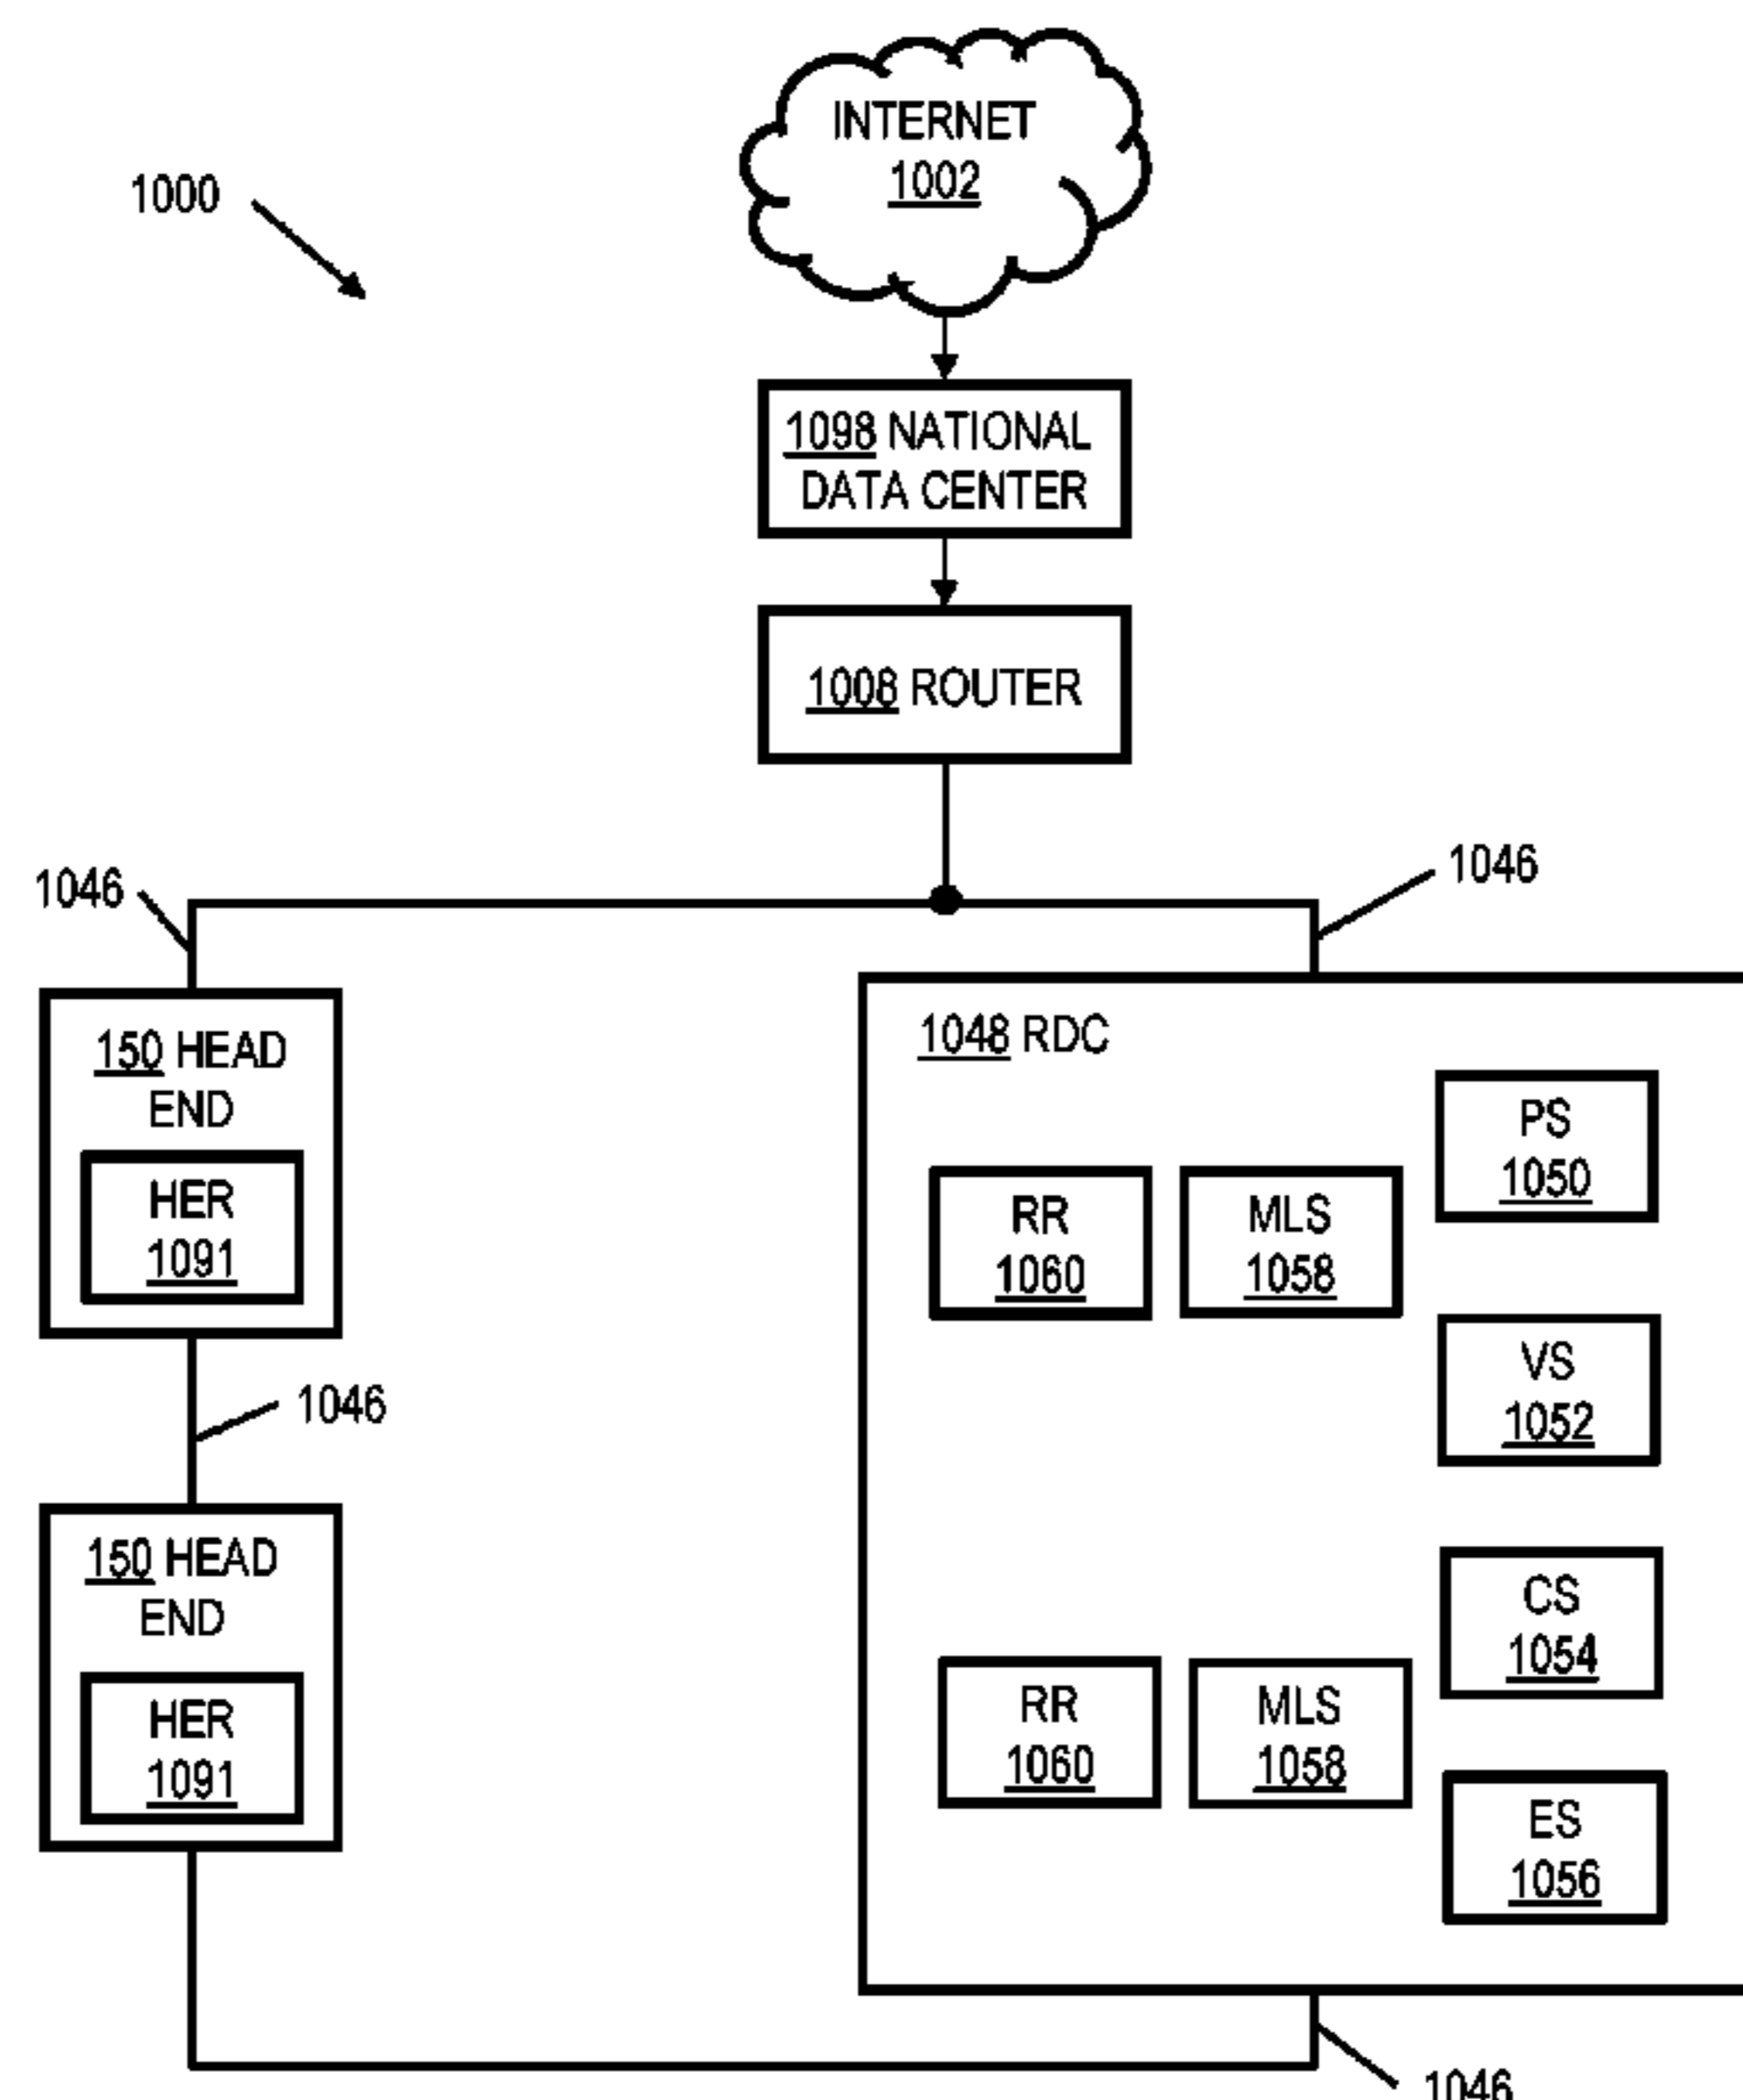 INTERNET
1002
1000
1098 NATIONAL
DATA CENTER
1008 ROUTER
1046
1046
150 HEAD
END
HER
1091
1046
150 HEAD
END
HER
1091
1048 RDC
PS
1050
RR
1060
MLS
1058
VS
1052
CS
1054
RR
1060
MLS
1058
ES
1056
1046